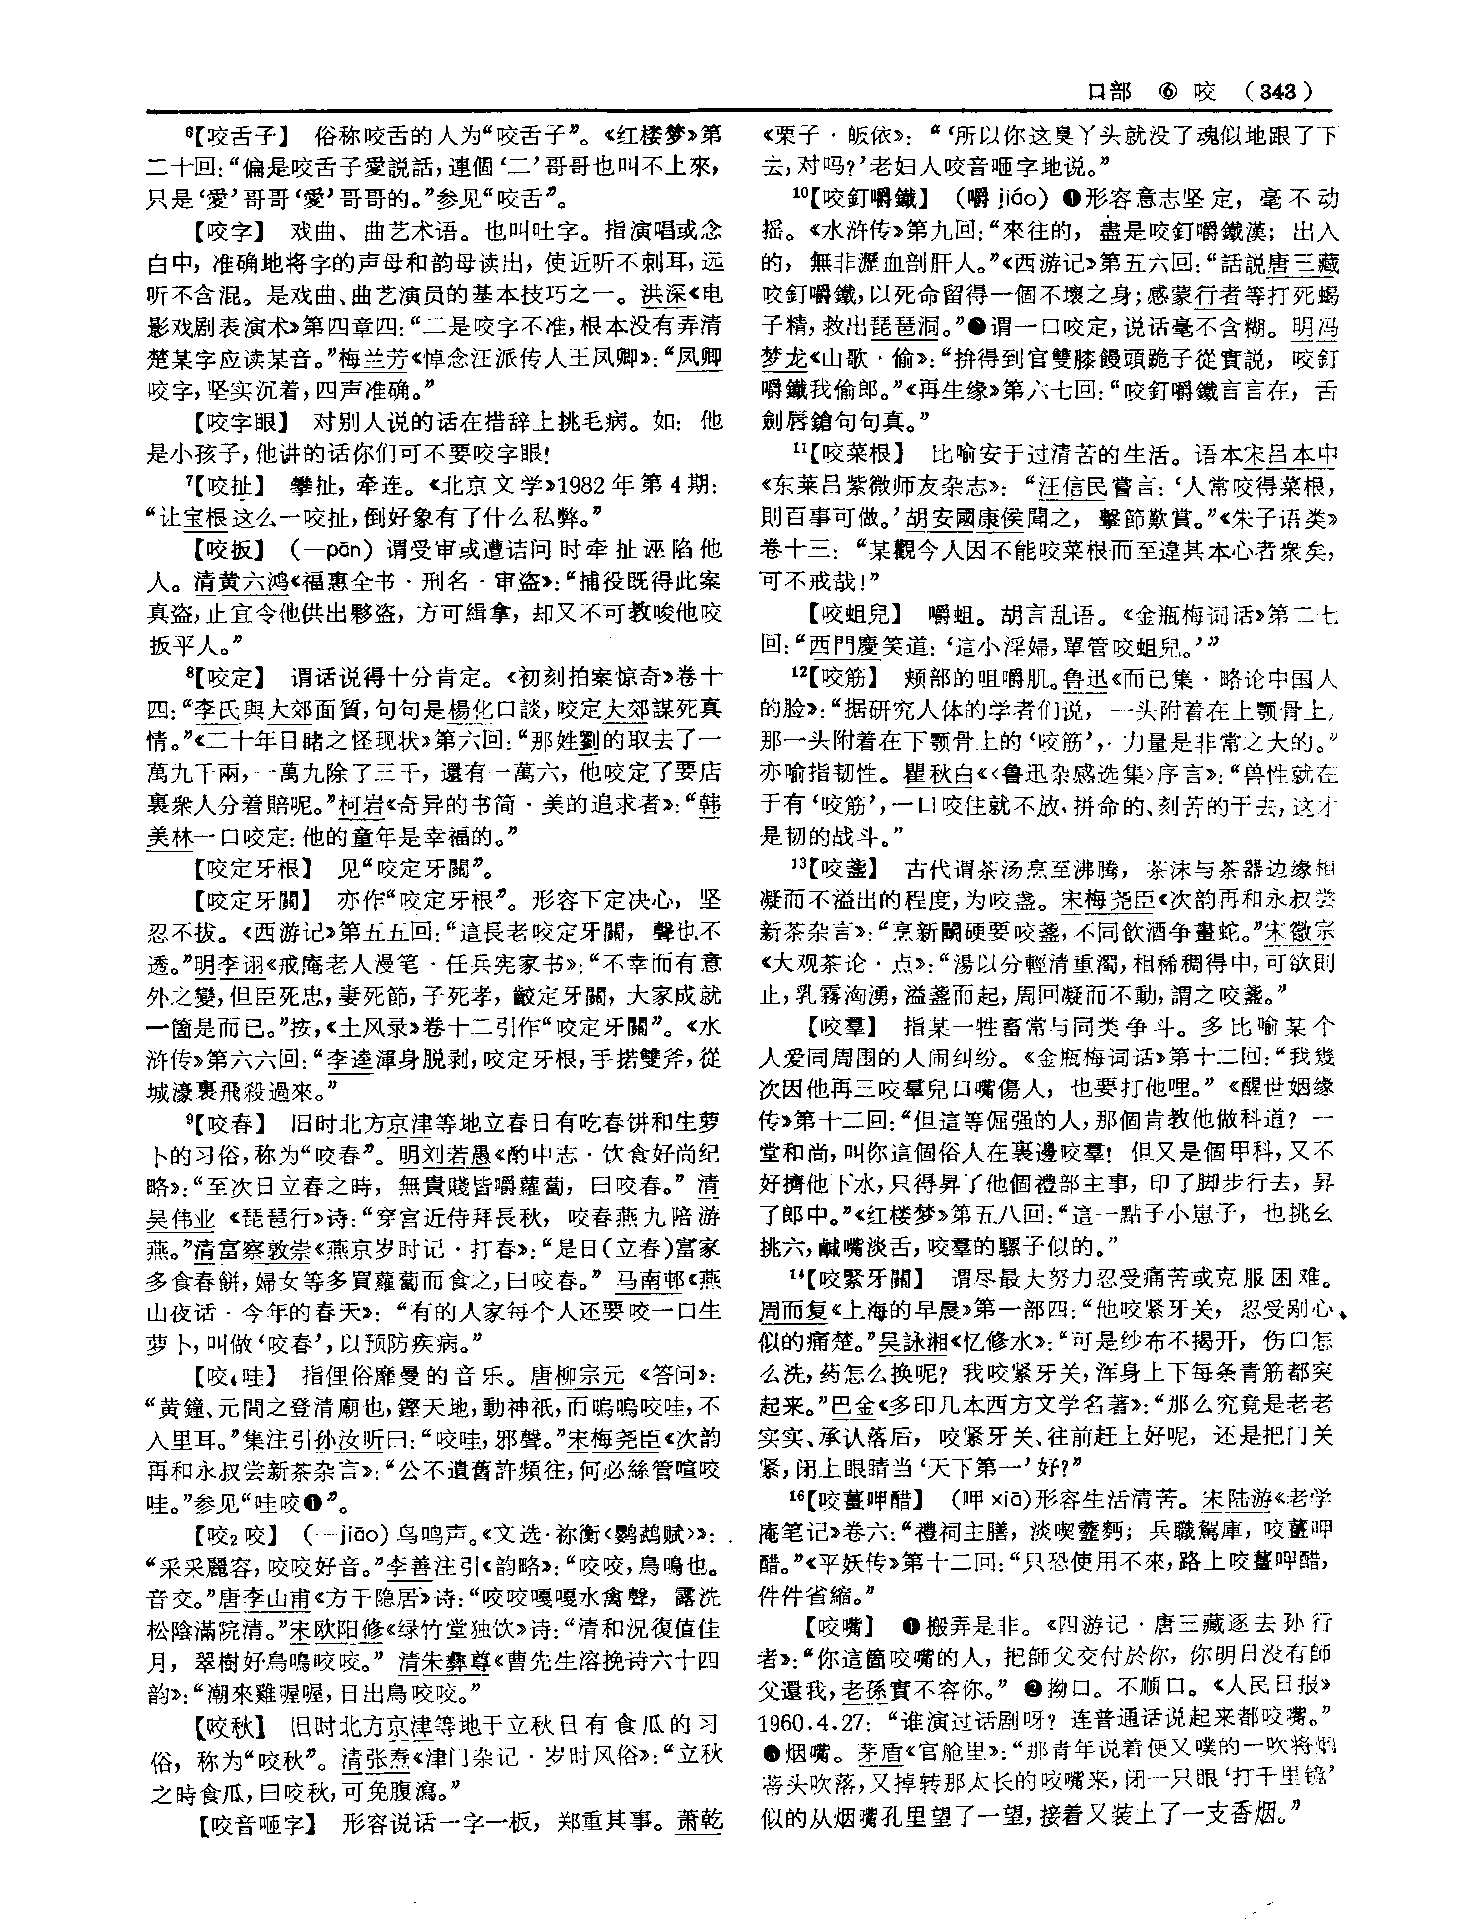 口部 ⑥ 咬 （343）
⁶【咬舌子】 俗称咬舌的人为“咬舌子”。《红楼梦》第
二十回：“偏是咬舌子愛説話，連個‘二’哥哥也叫不上來，
只是‘愛’哥哥‘愛’哥哥的。”参见“咬舌”。
【咬字】 戏曲、曲艺术语。也叫吐字。指演唱或念
白中，准确地将字的声母和韵母读出，使近听不刺耳，远
听不含混。是戏曲、曲艺演员的基本技巧之一。洪深《电
影戏剧表演术》第四章四：“二是咬字不准，根本没有弄清
楚某字应读某音。”梅兰芳《悼念汪派传人王凤卿》：“凤卿
咬字，坚实沉着，四声准确。”
【咬字眼】 对别人说的话在措辞上挑毛病。如：他
是小孩子，他讲的话你们可不要咬字眼！
⁷【咬扯】 攀扯，牵连。《北京文学》1982年第4期：
“让宝根这么一咬扯，倒好象有了什么私弊。”
【咬扳】 （—pān）谓受审或遭诘问时牵扯诬陷他
人。清黄六鸿《福惠全书·刑名·审盗》：“捕役既得此案
真盗，止宜令他供出夥盗，方可緝拿，却又不可教唆他咬
扳平人。”
⁸【咬定】 谓话说得十分肯定。《初刻拍案惊奇》卷十
四：“李氏與大郊面質，句句是楊化口談，咬定大郊謀死真
情。”《二十年目睹之怪现状》第六回：“那姓劉的取去了一
萬九千兩，一萬九除了三千，還有一萬六，他咬定了要店
裏衆人分着賠呢。”柯岩《奇异的书简·美的追求者》：“韩
美林一口咬定：他的童年是幸福的。”
【咬定牙根】 见“咬定牙關”。
【咬定牙關】 亦作“咬定牙根”。形容下定决心，坚
忍不拔。《西游记》第五五回：“這長老咬定牙關，聲也不
透。”明李诩《戒庵老人漫笔·任兵宪家书》：“不幸而有意
外之變，但臣死忠，妻死節，子死孝，齩定牙關，大家成就
一箇是而已。”按，《土风录》卷十二引作“咬定牙關”。《水
浒传》第六六回：“李逵渾身脱剥，咬定牙根，手搭雙斧，從
城濠裏飛殺過來。”
⁹【咬春】 旧时北方京津等地立春日有吃春饼和生萝
卜的习俗，称为“咬春”。明刘若愚《酌中志·饮食好尚纪
略》：“至次日立春之時，無貴賤皆嚼蘿蔔，曰咬春。”清
吴伟业《琵琶行》诗：“穿宫近侍拜長秋，咬春燕九陪游
燕。”清富察敦崇《燕京岁时记·打春》：“是日（立春）富家
多食春餅，婦女等多買蘿蔔而食之，曰咬春。”马南邨《燕
山夜话·今年的春天》：“有的人家每个人还要咬一口生
萝卜，叫做‘咬春’，以预防疾病。”
【咬₄哇】 指俚俗靡曼的音乐。唐柳宗元《答问》：
“黄鐘、元間之登清廟也，鏗天地，動神祇，而嗚嗚咬哇，不
入里耳。”集注引孙汝听曰：“咬哇，邪聲。”宋梅尧臣《次韵
再和永叔尝新茶杂言》：“公不遺舊許頻往，何必絲管喧咬
哇。”参见“哇咬❶”。
【咬₂咬】 （—jiāo）鸟鸣声。《文选·祢衡〈鹦鹉赋〉》：
“采采麗容，咬咬好音。”李善注引《韵略》：“咬咬，鳥鳴也。
音交。”唐李山甫《方干隐居》诗：“咬咬嘎嘎水禽聲，露洗
松陰滿院清。”宋欧阳修《绿竹堂独饮》诗：“清和況復值佳
月，翠樹好鳥鳴咬咬。”清朱彝尊《曹先生溶挽诗六十四
韵》：“潮來雞喔喔，日出鳥咬咬。”
【咬秋】 旧时北方京津等地于立秋日有食瓜的习
俗，称为“咬秋”。清张焘《津门杂记·岁时风俗》：“立秋
之時食瓜，曰咬秋，可免腹瀉。”
【咬音咂字】 形容说话一字一板，郑重其事。萧乾
《栗子·皈依》：“‘所以你这臭丫头就没了魂似地跟了下
去，对吗？’老妇人咬音咂字地说。”
¹⁰【咬釘嚼鐵】 （嚼 jiáo）❶形容意志坚定，毫不动
摇。《水浒传》第九回：“來往的，盡是咬釘嚼鐵漢；出入
的，無非瀝血剖肝人。”《西游记》第五六回：“話説唐三藏
咬釘嚼鐵，以死命留得一個不壞之身；感蒙行者等打死蝎
子精，救出琵琶洞。”❷谓一口咬定，说话毫不含糊。明冯
梦龙《山歌·偷》：“拚得到官雙膝饅頭跪子從實説，咬釘
嚼鐵我偷郎。”《再生缘》第六七回：“咬釘嚼鐵言言在，舌
劍唇鎗句句真。”
¹¹【咬菜根】 比喻安于过清苦的生活。语本宋吕本中
《东莱吕紫微师友杂志》：“汪信民嘗言：‘人常咬得菜根，
則百事可做。’胡安國康侯聞之，擊節歎賞。”《朱子语类》
卷十三：“某觀今人因不能咬菜根而至違其本心者衆矣，
可不戒哉！”
【咬蛆兒】 嚼蛆。胡言乱语。《金瓶梅词话》第二七
回：“西門慶笑道：‘這小淫婦，單管咬蛆兒。’”
¹²【咬筋】 颊部的咀嚼肌。鲁迅《而已集·略论中国人
的脸》：“据研究人体的学者们说，一头附着在上颚骨上，
那一头附着在下颚骨上的‘咬筋’，力量是非常之大的。”
亦喻指韧性。瞿秋白《〈鲁迅杂感选集〉序言》：“兽性就在
于有‘咬筋’，一口咬住就不放，拼命的、刻苦的干去，这才
是韧的战斗。”
¹³【咬盞】 古代谓茶汤烹至沸腾，茶沫与茶器边缘相
凝而不溢出的程度，为咬盏。宋梅尧臣《次韵再和永叔尝
新茶杂言》：“烹新鬭硬要咬盞，不同飲酒争畫蛇。”宋徽宗
《大观茶论·点》：“湯以分輕清重濁，相稀稠得中，可欲則
止，乳霧洶湧，溢盞而起，周回凝而不動，謂之咬盞。”
【咬羣】 指某一牲畜常与同类争斗。多比喻某个
人爱同周围的人闹纠纷。《金瓶梅词话》第十二回：“我幾
次因他再三咬羣兒口嘴傷人，也要打他哩。”《醒世姻缘
传》第十二回：“但這等倔强的人，那個肯教他做科道？一
堂和尚，叫你這個俗人在裏邊咬羣！但又是個甲科，又不
好擠他下水，只得昇了他個禮部主事，印了脚步行去，昇
了郎中。”《红楼梦》第五八回：“這一點子小崽子，也挑幺
挑六，鹹嘴淡舌，咬羣的騾子似的。”
¹⁴【咬緊牙關】 谓尽最大努力忍受痛苦或克服困难。
周而复《上海的早晨》第一部四：“他咬紧牙关，忍受剐心
似的痛楚。”吴詠湘《忆修水》：“可是纱布不揭开，伤口怎
么洗，药怎么换呢？我咬紧牙关，浑身上下每条青筋都突
起来。”巴金《多印几本西方文学名著》：“那么究竟是老老
实实、承认落后，咬紧牙关、往前赶上好呢，还是把门关
紧，闭上眼睛当‘天下第一’好？”
¹⁶【咬薑呷醋】 （呷 xiā）形容生活清苦。宋陆游《老学
庵笔记》卷六：“禮祠主膳，淡喫虀麪；兵職駕庫，咬薑呷
醋。”《平妖传》第十二回：“只恐使用不來，路上咬薑呷醋，
件件省縮。”
【咬嘴】 ❶搬弄是非。《四游记·唐三藏逐去孙行
者》：“你這箇咬嘴的人，把師父交付於你，你明日没有師
父還我，老孫實不容你。”❷拗口。不顺口。《人民日报》
1960.4.27：“谁演过话剧呀？连普通话说起来都咬嘴。”
❸烟嘴。茅盾《官舱里》：“那青年说着便又噗的一吹将烟
蒂头吹落，又掉转那太长的咬嘴来，闭一只眼‘打千里镜’
似的从烟嘴孔里望了一望，接着又装上了一支香烟。”